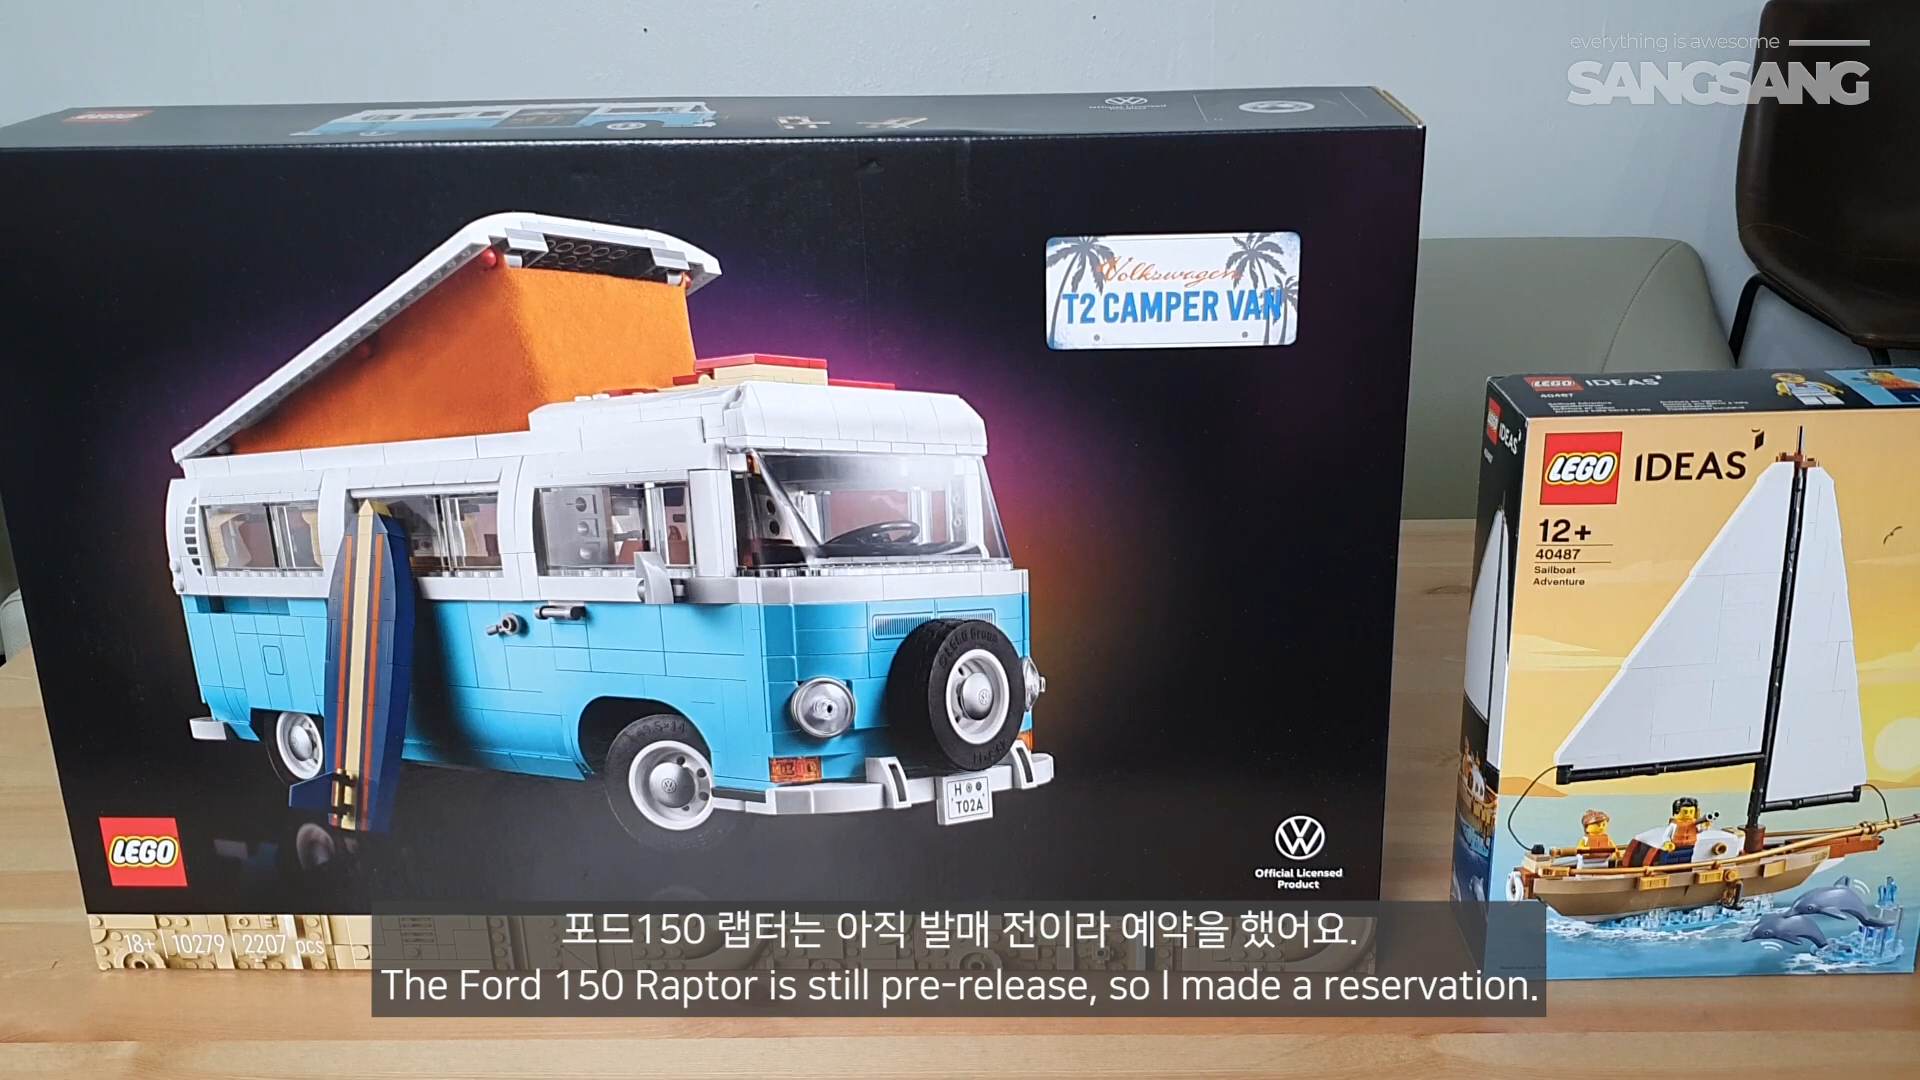 everything is awesome
SANGSANG
LEGO
Volkswagen
T2 CAMPER VAN
H
T02A
LEGO
Official Licensed
Product
18+ | 10279 | 2207 pcs
LEGO IDEAS
40487
LEGO IDEAS
LEGO IDEAS
12+
40487
Sailboat
Adventure
포드150 랩터는 아직 발매 전이라 예약을 했어요.
The Ford 150 Raptor is still pre-release, so I made a reservation.